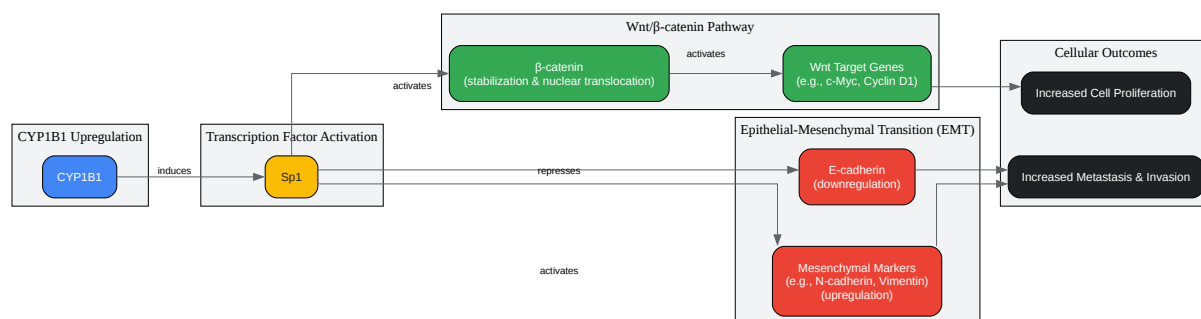 Wnt/β-catenin Pathway
β-catenin
(stabilization & nuclear translocation)
activates
Wnt Target Genes
(e.g., c-Myc, Cyclin D1)
activates
Cellular Outcomes
Increased Cell Proliferation
CYP1B1 Upregulation
CYP1B1
induces
Transcription Factor Activation
Sp1
represses
Epithelial-Mesenchymal Transition (EMT)
E-cadherin
(downregulation)
Increased Metastasis & Invasion
activates
Mesenchymal Markers
(e.g., N-cadherin, Vimentin)
(upregulation)